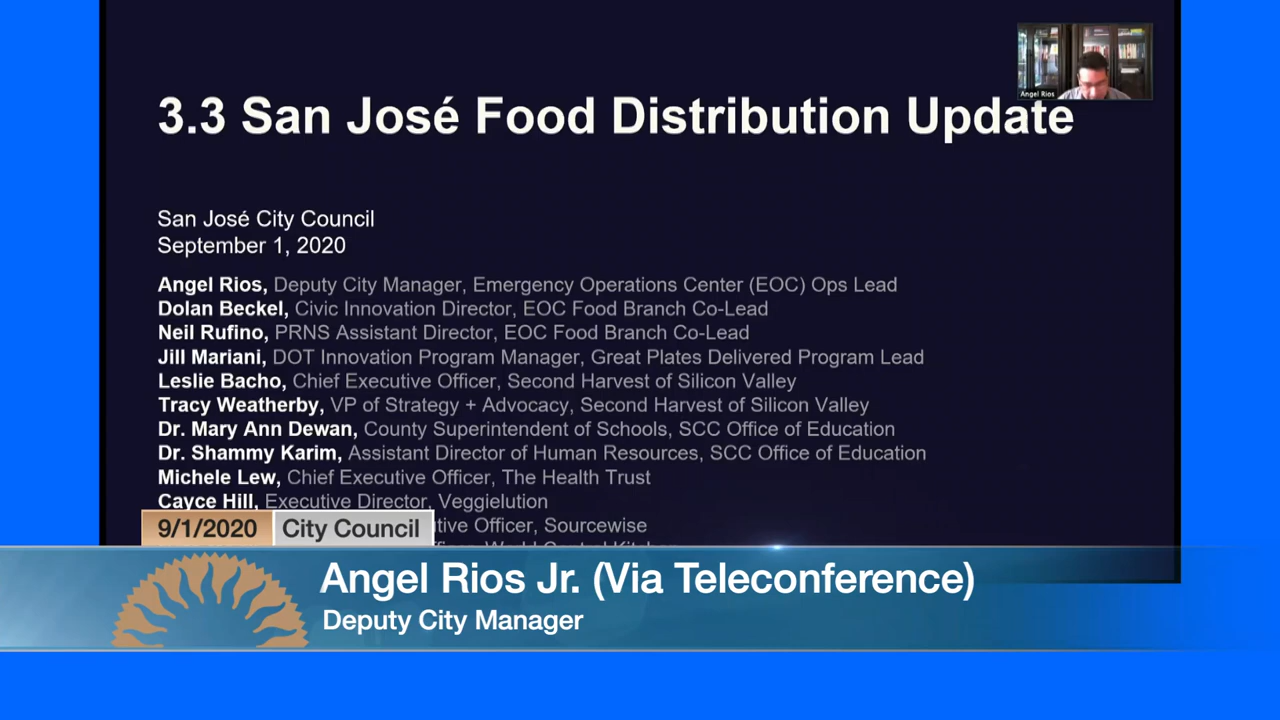 Angel Rios
3.3 San José Food Distribution Update
San José City Council
September 1, 2020
Angel Rios, Deputy City Manager, Emergency Operations Center (EOC) Ops Lead
Dolan Beckel, Civic Innovation Director, EOC Food Branch Co-Lead
Neil Rufino, PRNS Assistant Director, EOC Food Branch Co-Lead
Jill Mariani, DOT Innovation Program Manager, Great Plates Delivered Program Lead
Leslie Bacho, Chief Executive Officer, Second Harvest of Silicon Valley
Tracy Weatherby, VP of Strategy + Advocacy, Second Harvest of Silicon Valley
Dr. Mary Ann Dewan, County Superintendent of Schools, SCC Office of Education
Dr. Shammy Karim, Assistant Director of Human Resources, SCC Office of Education
Michele Lew, Chief Executive Officer, The Health Trust
Cayce Hill, Executive Director, Veggielution
Officer, Sourcewise
9/1/2020 City Council
Angel Rios Jr. (Via Teleconference)
Deputy City Manager